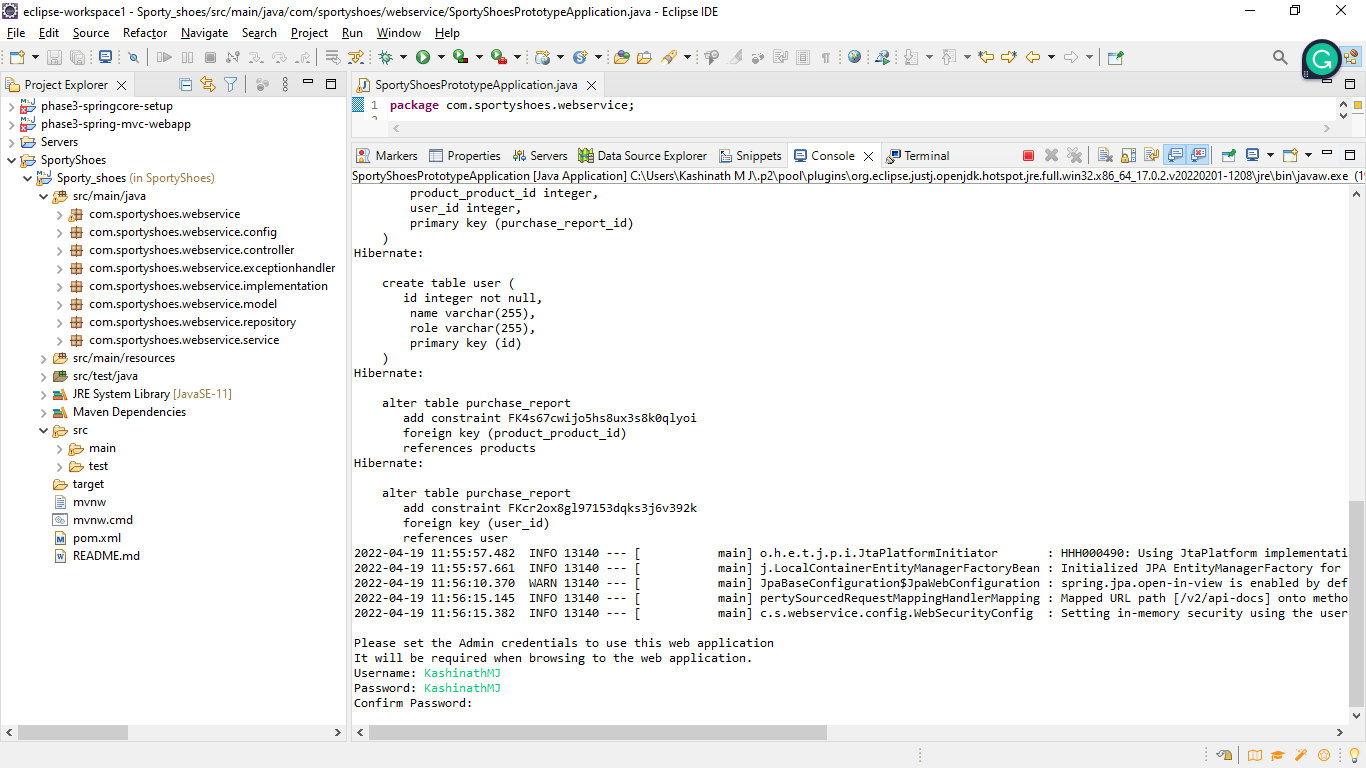 eclipse-workspace1 - Sporty_shoes/src/main/java/com/sportyshoes/webservice/SportyShoesPrototypeApplication.java - Eclipse IDE
File Edit Source Refactor Navigate Search Project Run Window Help
Project Explorer
phase3-springcore-setup
phase3-spring-mvc-webapp
Servers
SportyShoes
Sporty_shoes (in SportyShoes)
src/main/java
com.sportyshoes.webservice
com.sportyshoes.webservice.config
com.sportyshoes.webservice.controller
com.sportyshoes.webservice.exceptionhandler
com.sportyshoes.webservice.implementation
com.sportyshoes.webservice.model
com.sportyshoes.webservice.repository
com.sportyshoes.webservice.service
src/main/resources
src/test/java
JRE System Library [JavaSE-11]
Maven Dependencies
src
main
test
target
mvnw
mvnw.cmd
pom.xml
README.md
SportyShoesPrototypeApplication.java
1 package com.sportyshoes.webservice;
Markers Properties Servers Data Source Explorer Snippets Console Terminal
SportyShoesPrototypeApplication [Java Application] C:\Users\Kashinath M J\.p2\pool\plugins\org.eclipse.justj.openjdk.hotspot.jre.full.win32.x86_64_17.0.2.v20220201-1208\jre\bin\javaw.exe (19
product_product_id integer,
user_id integer,
primary key (purchase_report_id)
)
Hibernate:
create table user (
id integer not null,
name varchar(255),
role varchar(255),
primary key (id)
)
Hibernate:
alter table purchase_report
add constraint FK4s67cwijo5hs8ux3s8k0qlyoi
foreign key (product_product_id)
references products
Hibernate:
alter table purchase_report
add constraint FKcr2ox8gl97153dqks3j6v392k
foreign key (user_id)
references user
2022-04-19 11:55:57.482 INFO 13140 --- [ main] o.h.e.t.j.p.i.JtaPlatformInitiator : HHH000490: Using JtaPlatform implementati
2022-04-19 11:55:57.661 INFO 13140 --- [ main] j.LocalContainerEntityManagerFactoryBean : Initialized JPA EntityManagerFactory for
2022-04-19 11:56:10.370 WARN 13140 --- [ main] JpaBaseConfiguration$JpaWebConfiguration : spring.jpa.open-in-view is enabled by def
2022-04-19 11:56:15.145 INFO 13140 --- [ main] pertySourcedRequestMappingHandlerMapping : Mapped URL path [/v2/api-docs] onto metho
2022-04-19 11:56:15.382 INFO 13140 --- [ main] c.s.webservice.config.WebSecurityConfig : Setting in-memory security using the user
Please set the Admin credentials to use this web application
It will be required when browsing to the web application.
Username: KashinathMJ
Password: KashinathMJ
Confirm Password: